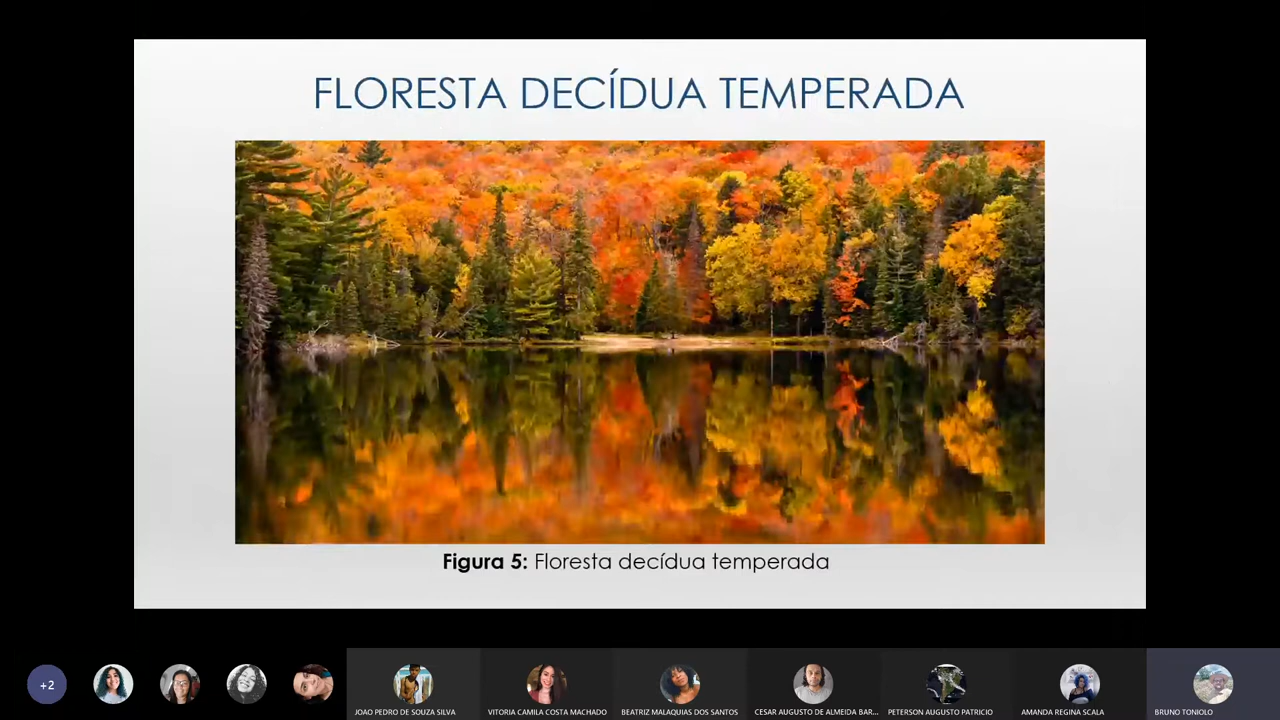 FLORESTA DECÍDUA TEMPERADA
Figura 5: Floresta decídua temperada
+2
JOAO PEDRO DE SOUZA SILVA
VITORIA CAMILA COSTA MACHADO
BEATRIZ MALAQUIAS DOS SANTOS
CESAR AUGUSTO DE ALMEIDA BAR...
PETERSON AUGUSTO PATRICIO
AMANDA REGINA SCALA
BRUNO TONIOLO